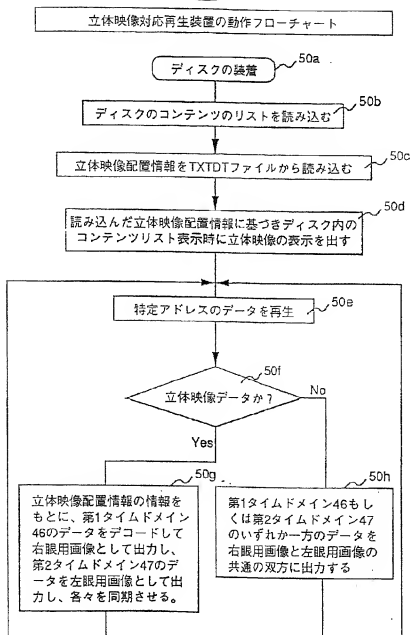 立体映像対応再生装置の動作フローチャート
ディスクの装着
50a
ディスクのコンテンツのリストを読み込む
50b
立体映像配置情報をTXTDTファイルから読み込む
50c
読み込んだ立体映像配置情報に基づきディスク内の
コンテンツリスト表示時に立体映像の表示を出す
50d
特定アドレスのデータを再生
50e
立体映像データか?
50f
Yes
No
立体映像配置情報の情報を
もとに、第1タイムドメイン
46のデータをデコードして
右眼用画像として出力し、
第2タイムドメイン47のデ
ータを左眼用画像として出
力し、各々を同期させる。
50g
第1タイムドメイン46もし
くは第2タイムドメイン47
のいずれか一方のデータを
右眼用画像と左眼用画像の
共通の双方に出力する
50h